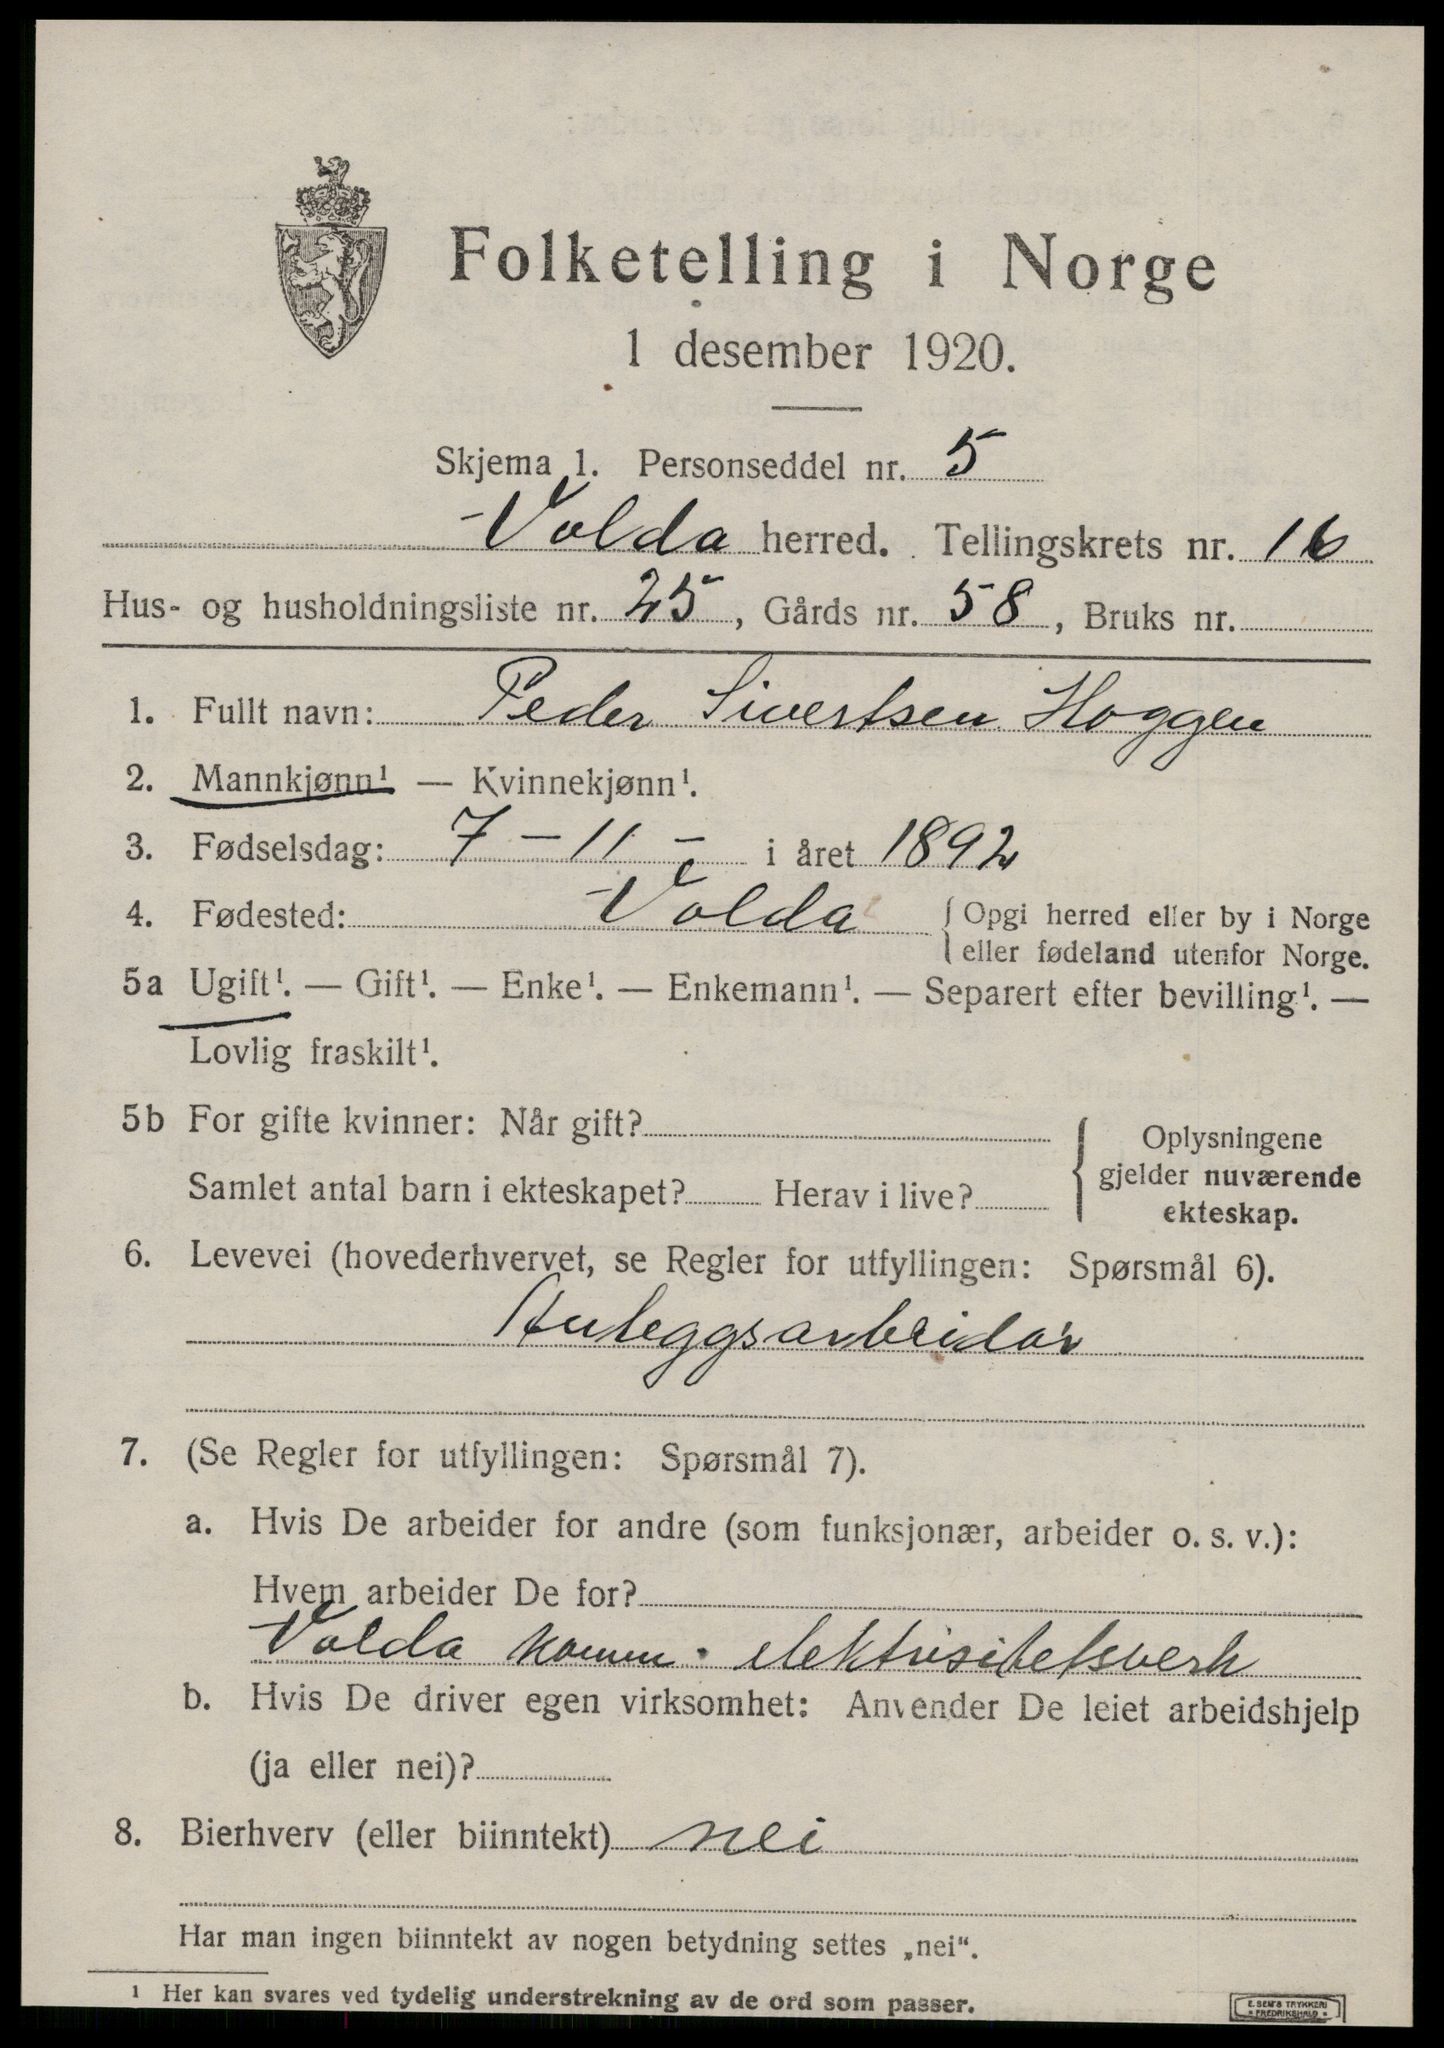 Folketelling i Norge
1 desember 1920.
Skjema 1. Personseddel nr. 5
Volda herred. Tellingskrets nr. 16
Hus- og husholdningsliste nr. 25, Gårds nr. 58, Bruks nr.
1. Fullt navn: Peder Sivertsen Hoggen
2. Mannkjønn¹ — Kvinnekjønn¹.
3. Fødselsdag: 7 - 11 - i året 1892
4. Fødested: Volda { Opgi herred eller by i Norge
eller fødeland utenfor Norge.
5a Ugift¹. — Gift¹. — Enke¹. — Enkemann¹. — Separert efter bevilling¹. —
Lovlig fraskilt¹.
5b For gifte kvinner: Når gift? { Oplysningene
gjelder nuværende
Samlet antal barn i ekteskapet? Herav i live?
ekteskap.
6. Levevei (hovederhvervet, se Regler for utfyllingen: Spørsmål 6).
Anleggsarbeidar
7. (Se Regler for utfyllingen: Spørsmål 7).
a. Hvis De arbeider for andre (som funksjonær, arbeider o. s. v.):
Hvem arbeider De for?
Volda komm. elektrisitetsverk
b. Hvis De driver egen virksomhet: Anvender De leiet arbeidshjelp
(ja eller nei)?
8. Bierhverv (eller biinntekt) nei
Har man ingen biinntekt av nogen betydning settes „nei“.
¹ Her kan svares ved tydelig understrekning av de ord som passer.
E. SEM'S TRYKKERI
• FREDRIKSHALD •